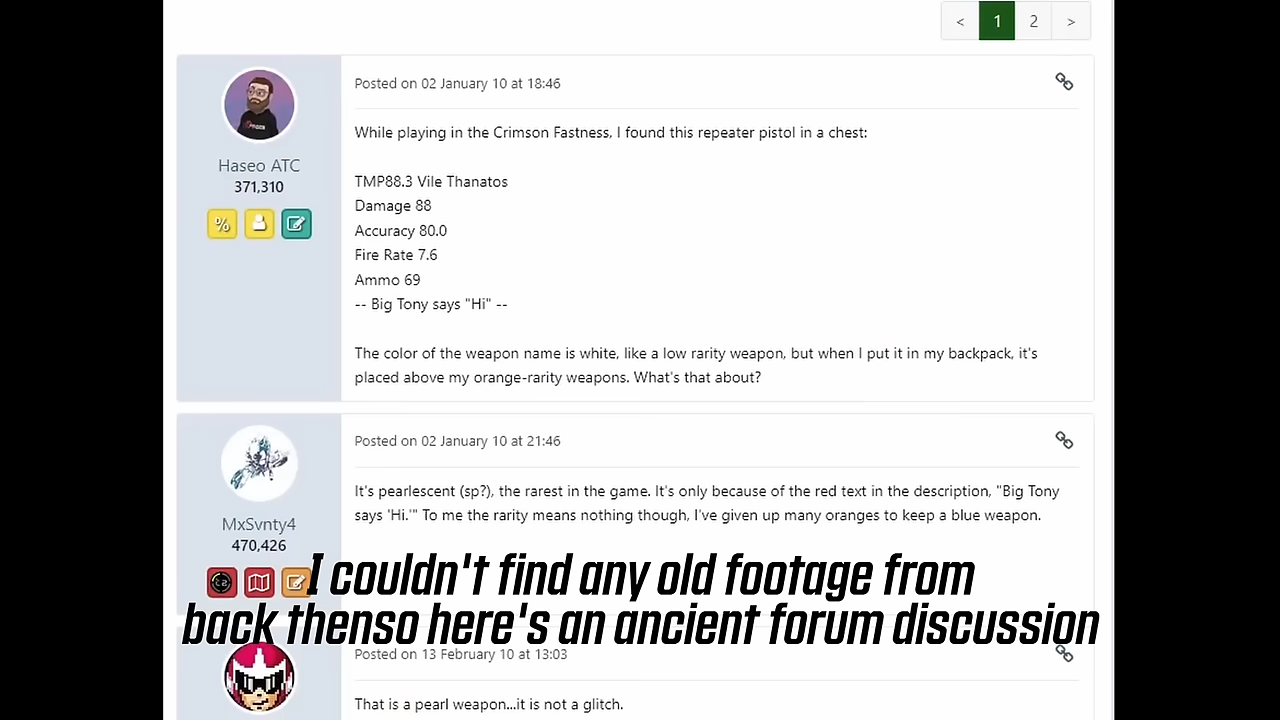 < 1 2 >
Posted on 02 January 10 at 18:46
While playing in the Crimson Fastness, I found this repeater pistol in a chest:
Haseo ATC
371,310
%
TMP88.3 Vile Thanatos
Damage 88
Accuracy 80.0
Fire Rate 7.6
Ammo 69
-- Big Tony says "Hi" --
The color of the weapon name is white, like a low rarity weapon, but when I put it in my backpack, it's
placed above my orange-rarity weapons. What's that about?
Posted on 02 January 10 at 21:46
It's pearlescent (sp?), the rarest in the game. It's only because of the red text in the description, "Big Tony
says 'Hi.'" To me the rarity means nothing though, I've given up many oranges to keep a blue weapon.
MxSvnty4
470,426
I couldn't find any old footage from
back thenso here's an ancient forum discussion
Posted on 13 February 10 at 13:03
That is a pearl weapon...it is not a glitch.